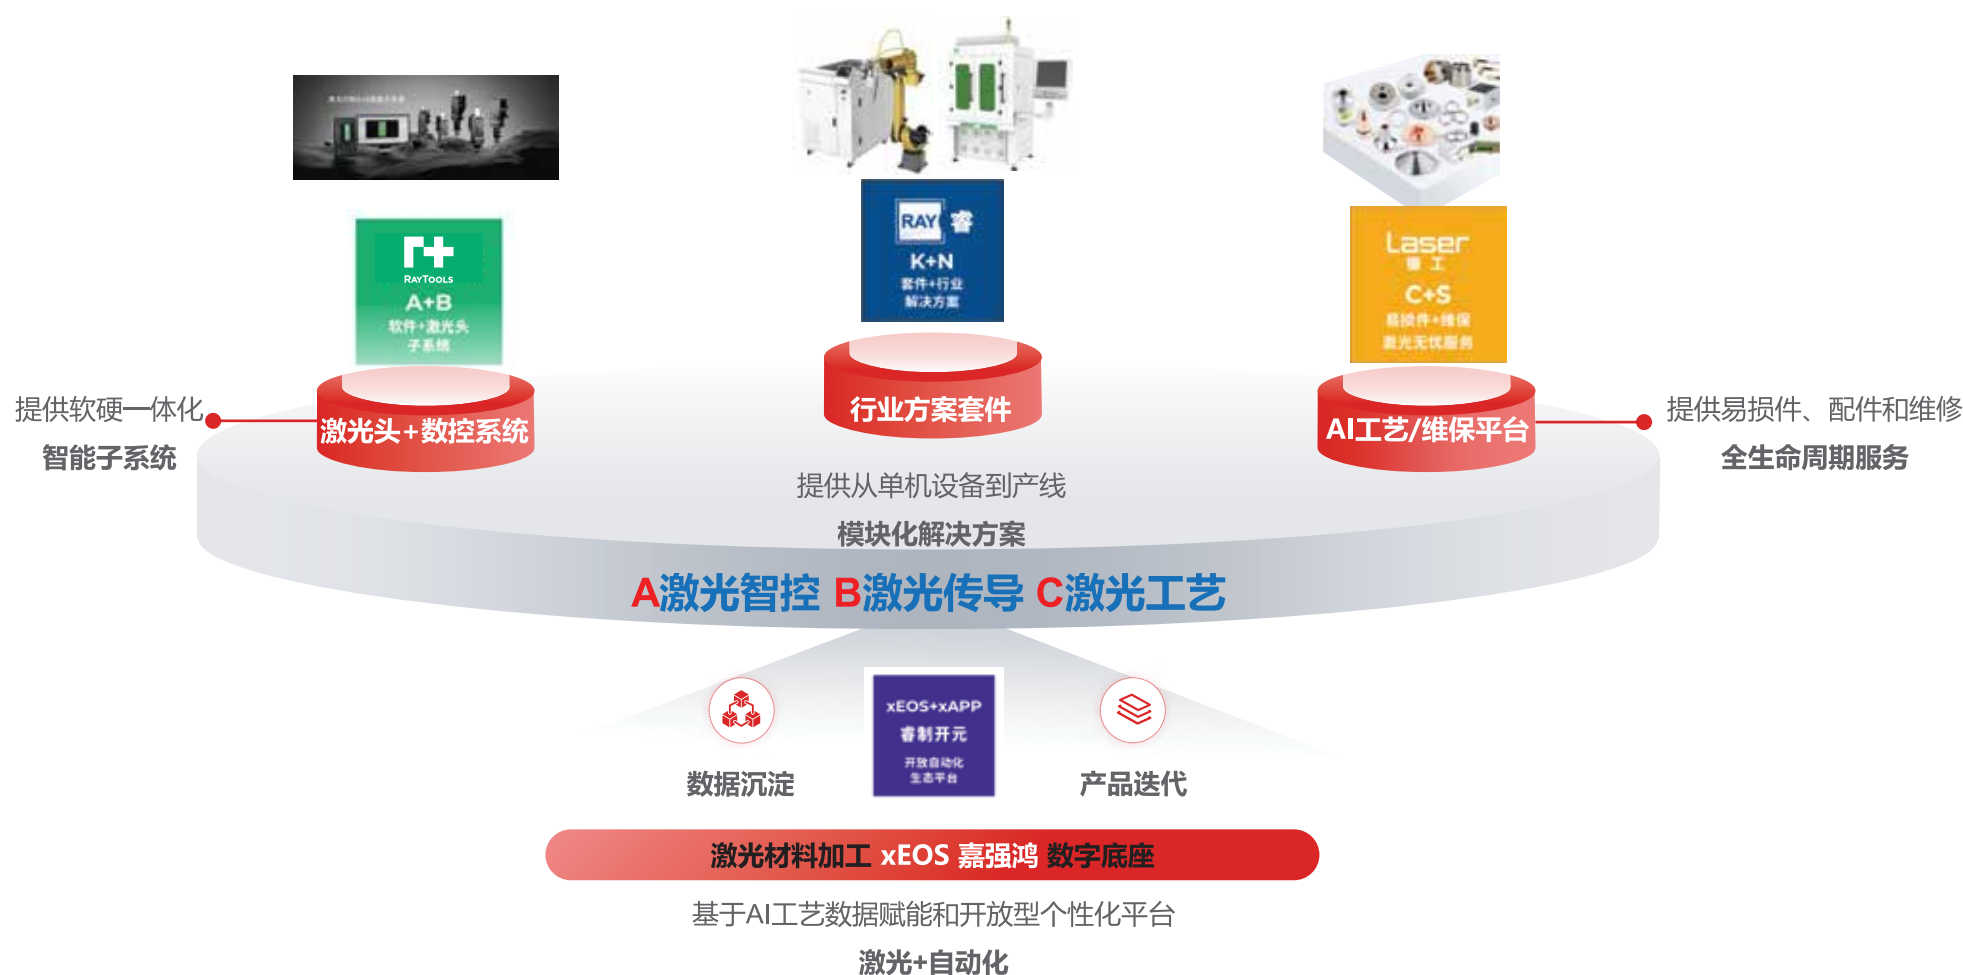 RAYTOOLS
A+B
软件+激光头
子系统
RAY 睿
K+N
套件+行业
解决方案
Laser
C+S
易损件+维保
激光无忧服务
激光头+数控系统
行业方案套件
AI工艺/维保平台
提供软硬一体化
智能子系统
提供从单机设备到产线
模块化解决方案
提供易损件、配件和维修
全生命周期服务
A激光智控 B激光传导 C激光工艺
xEOS+xAPP
睿制开元
开放自动化
生态平台
数据沉淀
产品迭代
激光材料加工 xEOS 嘉强鸿 数字底座
基于AI工艺数据赋能和开放型个性化平台
激光+自动化